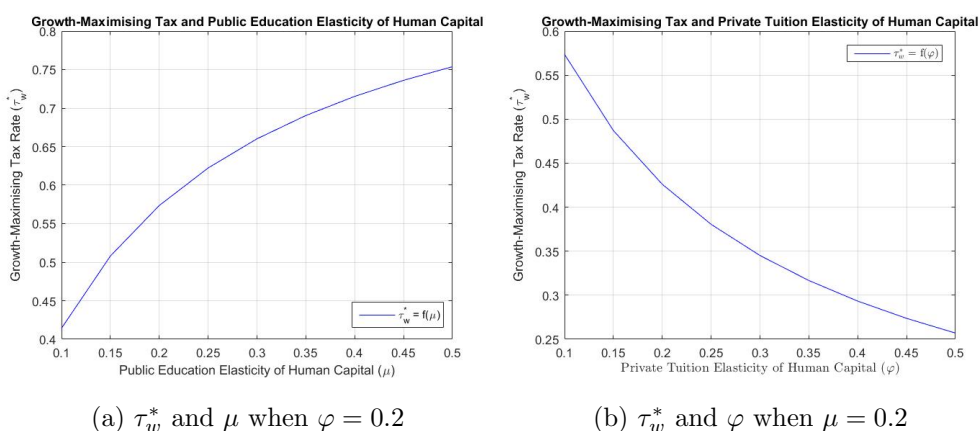 Growth-Maximising Tax and Public Education Elasticity of Human Capital
0.8
0.75
0.7
0.65
0.6
0.55
0.5
0.45
0.4
Growth-Maximising Tax Rate (τ*w)
0.1 0.15 0.2 0.25 0.3 0.35 0.4 0.45 0.5
Public Education Elasticity of Human Capital (μ)
τ*w = f(μ)
(a) τ*w and μ when φ = 0.2
Growth-Maximising Tax and Private Tuition Elasticity of Human Capital
0.6
0.55
0.5
0.45
0.4
0.35
0.3
0.25
Growth-Maximising Tax Rate (τ*w)
0.1 0.15 0.2 0.25 0.3 0.35 0.4 0.45 0.5
Private Tuition Elasticity of Human Capital (φ)
τ*w = f(φ)
(b) τ*w and φ when μ = 0.2